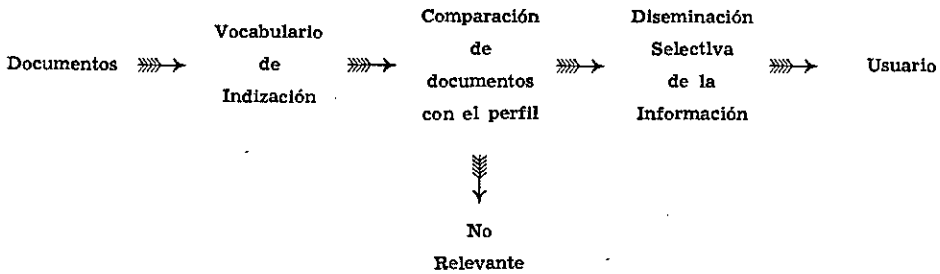 Documentos
Vocabulario
de
Indización
Comparación
de
documentos
con el perfil
Diseminación
Selectiva
de la
Información
Usuario
No
Relevante